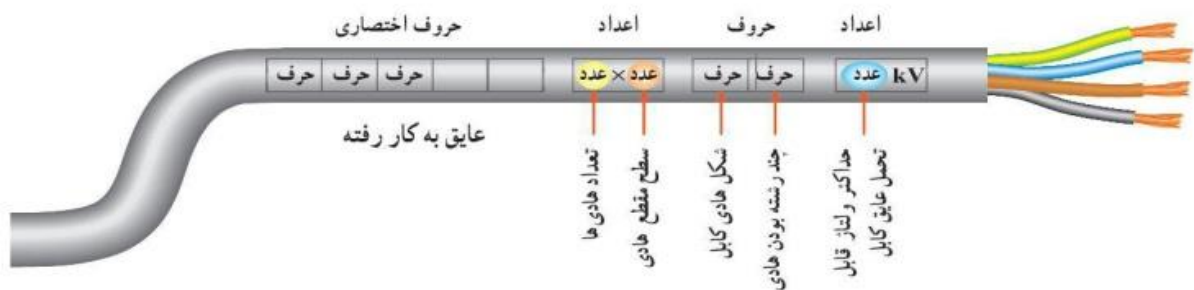 حروف اختصاری
اعداد
حروف
اعداد
حرف حرف حرف
عدد × عدد
حرف حرف
عدد kV
عایق به کار رفته
تعداد هادی‌ها
سطح مقطع هادی
شکل هادی کابل
چند رشته بودن هادی
حداکثر ولتاژ قابل
تحمل عایق کابل